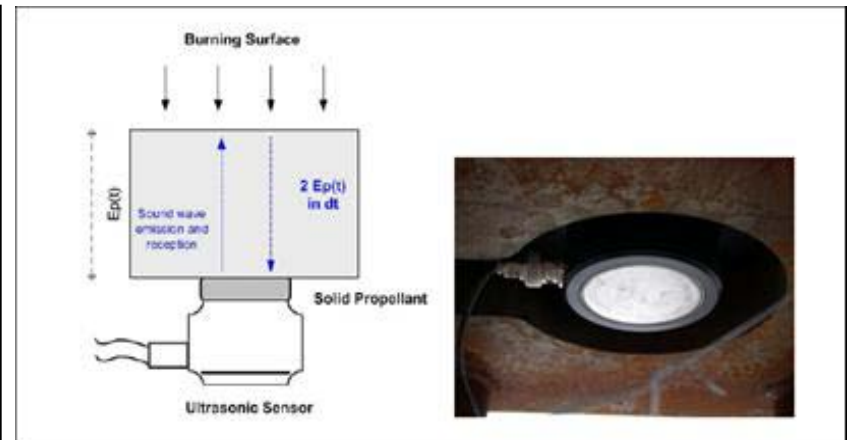 Burning Surface
Ep(t)
2 Ep(t)
in dt
Sound wave
emission and
reception
Solid Propellant
Ultrasonic Sensor